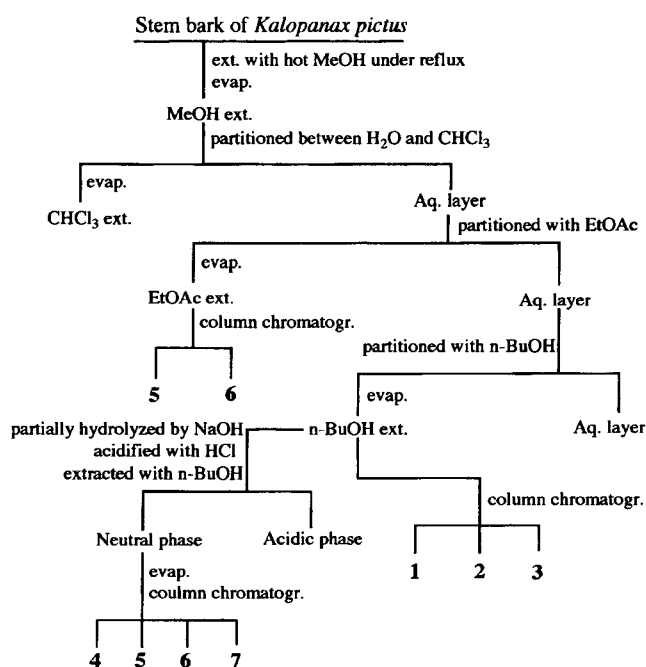 Stem bark of Kalopanax pictus
ext. with hot MeOH under reflux
evap.
MeOH ext.
partitioned between H2O and CHCl3
evap.
CHCl3 ext.
Aq. layer
partitioned with EtOAc
evap.
EtOAc ext.
Aq. layer
column chromatogr.
partitioned with n-BuOH
5 6
evap.
partially hydrolyzed by NaOH
n-BuOH ext.
Aq. layer
acidified with HCl
extracted with n-BuOH
column chromatogr.
Neutral phase
Acidic phase
1 2 3
evap.
coulmn chromatogr.
4 5 6 7